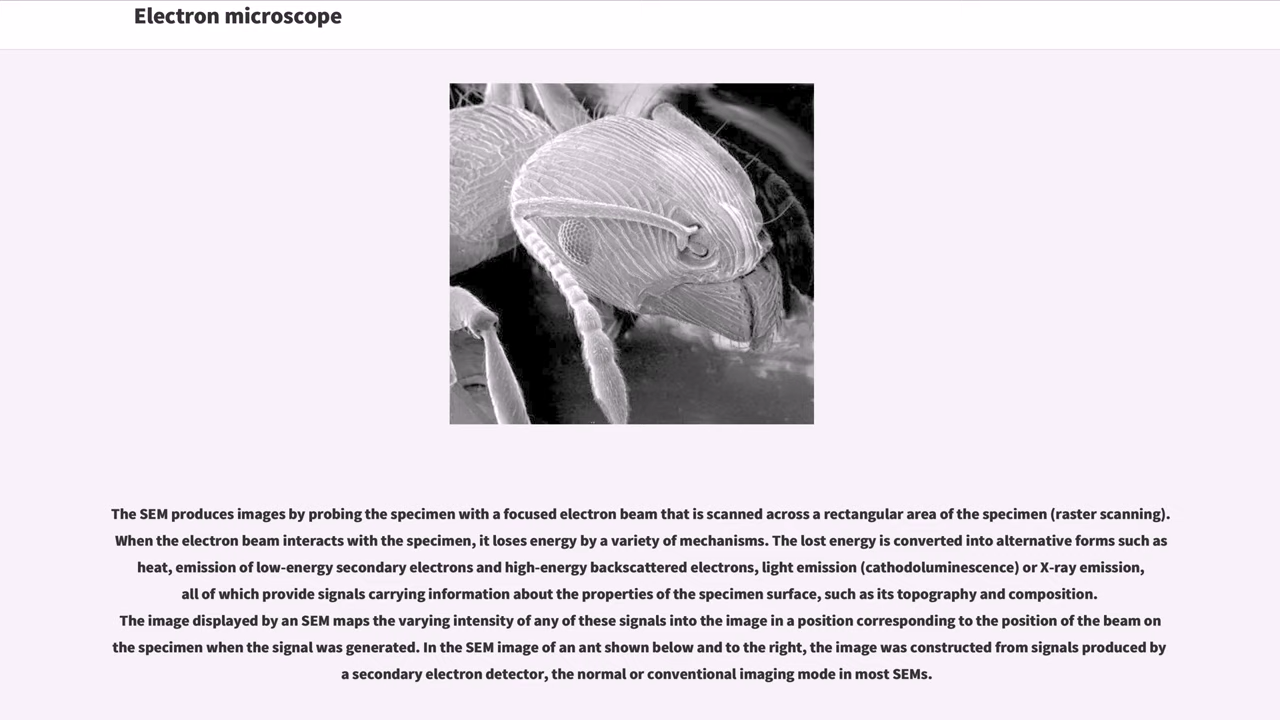 Electron microscope
The SEM produces images by probing the specimen with a focused electron beam that is scanned across a rectangular area of the specimen (raster scanning).
When the electron beam interacts with the specimen, it loses energy by a variety of mechanisms. The lost energy is converted into alternative forms such as
heat, emission of low-energy secondary electrons and high-energy backscattered electrons, light emission (cathodoluminescence) or X-ray emission,
all of which provide signals carrying information about the properties of the specimen surface, such as its topography and composition.
The image displayed by an SEM maps the varying intensity of any of these signals into the image in a position corresponding to the position of the beam on
the specimen when the signal was generated. In the SEM image of an ant shown below and to the right, the image was constructed from signals produced by
a secondary electron detector, the normal or conventional imaging mode in most SEMs.